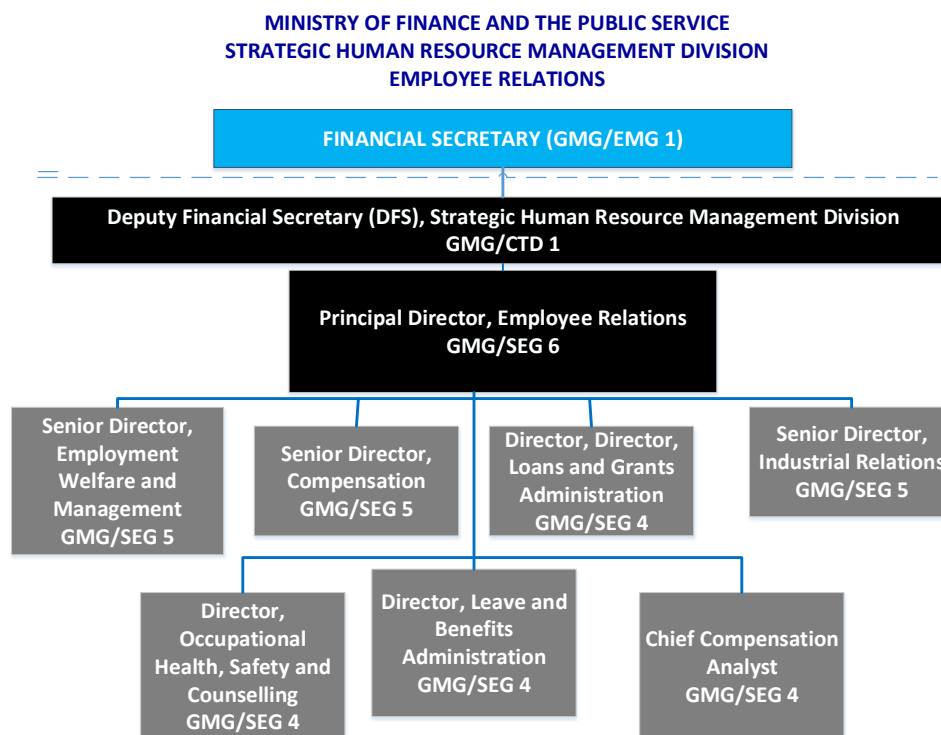 MINISTRY OF FINANCE AND THE PUBLIC SERVICE
STRATEGIC HUMAN RESOURCE MANAGEMENT DIVISION
EMPLOYEE RELATIONS
FINANCIAL SECRETARY (GMG/EMG 1)
Deputy Financial Secretary (DFS), Strategic Human Resource Management Division
GMG/CTD 1
Principal Director, Employee Relations
GMG/SEG 6
Senior Director,
Employment
Welfare and
Management
GMG/SEG 5
Senior Director,
Compensation
GMG/SEG 5
Director, Director,
Loans and Grants
Administration
GMG/SEG 4
Senior Director,
Industrial Relations
GMG/SEG 5
Director,
Occupational
Health, Safety and
Counselling
GMG/SEG 4
Director, Leave and
Benefits
Administration
GMG/SEG 4
Chief Compensation
Analyst
GMG/SEG 4